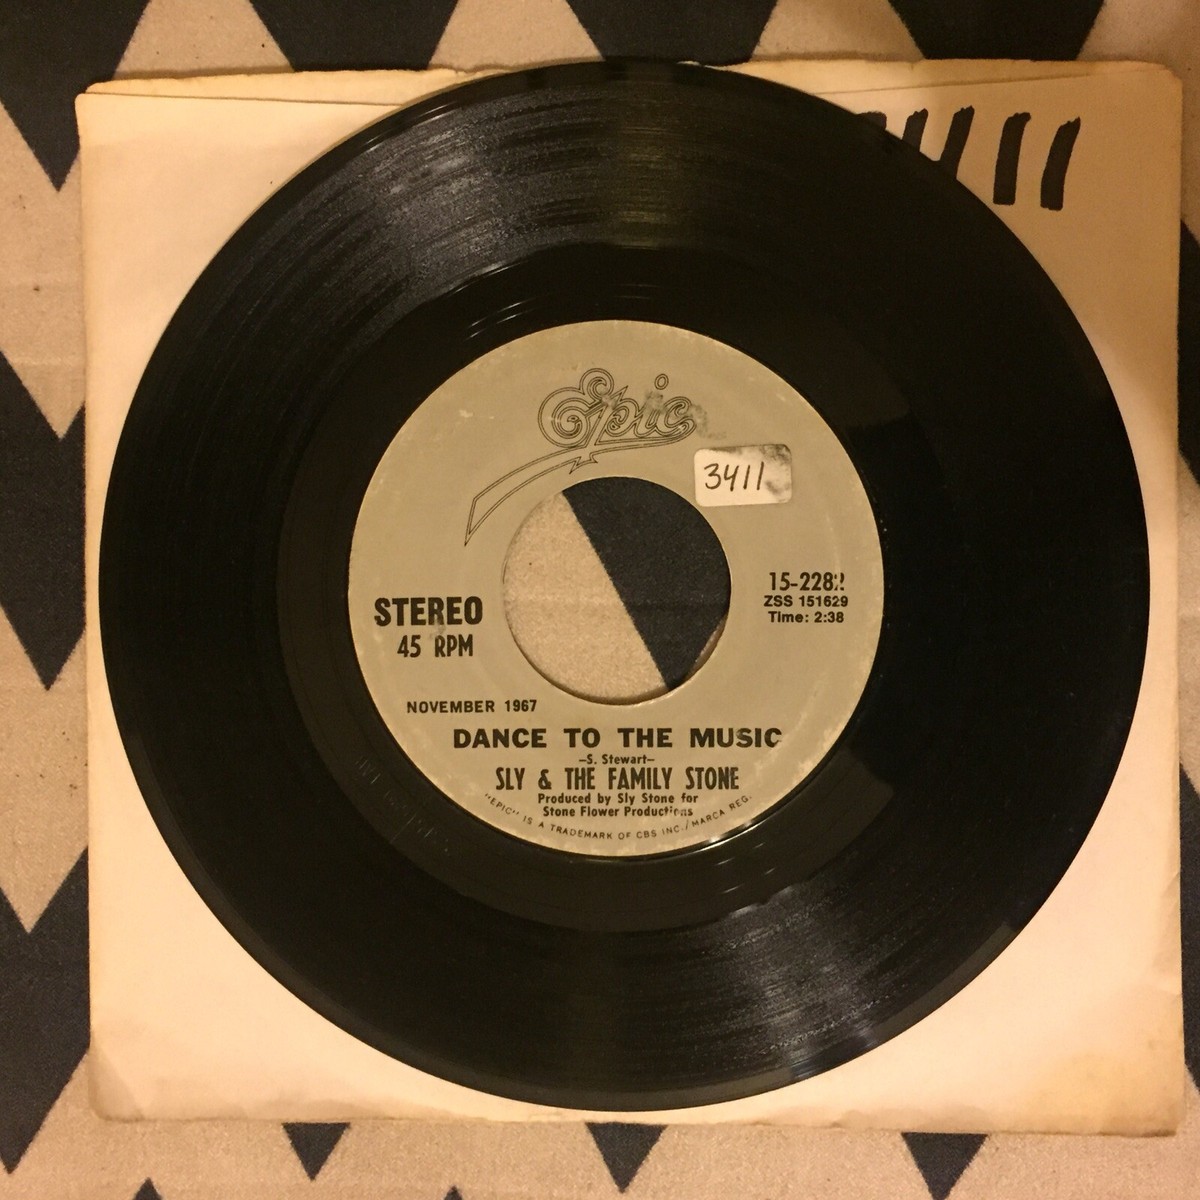 Epic
3411
15-2282
ZSS 151629
Time: 2:38
STEREO
45 RPM
NOVEMBER 1967
DANCE TO THE MUSIC
—S. Stewart—
SLY & THE FAMILY STONE
Produced by Sly Stone for
Stone Flower Productions
"EPIC" IS A TRADEMARK OF CBS INC./MARCA REG.